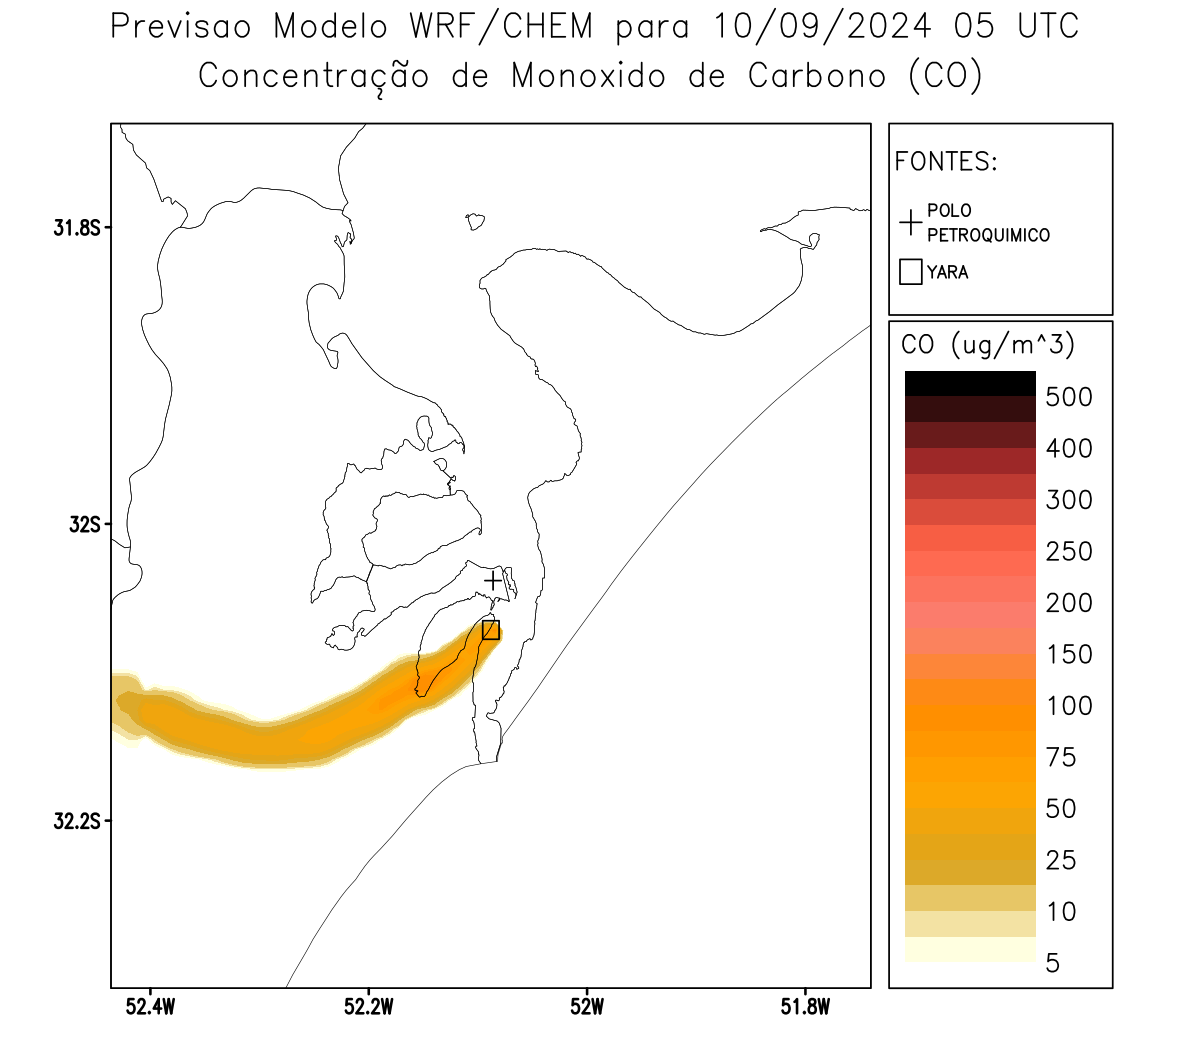 Previsao Modelo WRF/CHEM para 10/09/2024 05 UTC
Concentração de Monoxido de Carbono (CO)
FONTES:
POLO
PETROQUIMICO
YARA
31.8S
32S
32.2S
52.4W
52.2W
52W
51.8W
CO (ug/m^3)
500
400
300
250
200
150
100
75
50
25
10
5